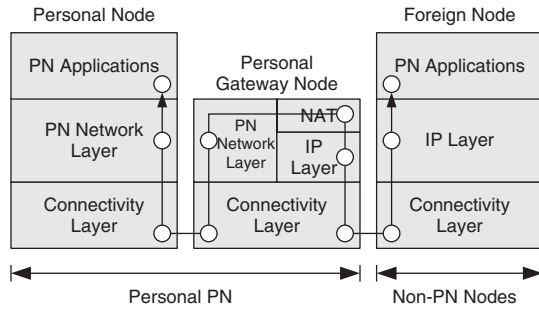 Personal Node
Foreign Node
Personal
Gateway Node
PN Applications
PN Network
Layer
Connectivity
Layer
PN
Network
Layer
NAT
IP
Layer
Connectivity
Layer
PN Applications
IP Layer
Connectivity
Layer
Personal PN
Non-PN Nodes